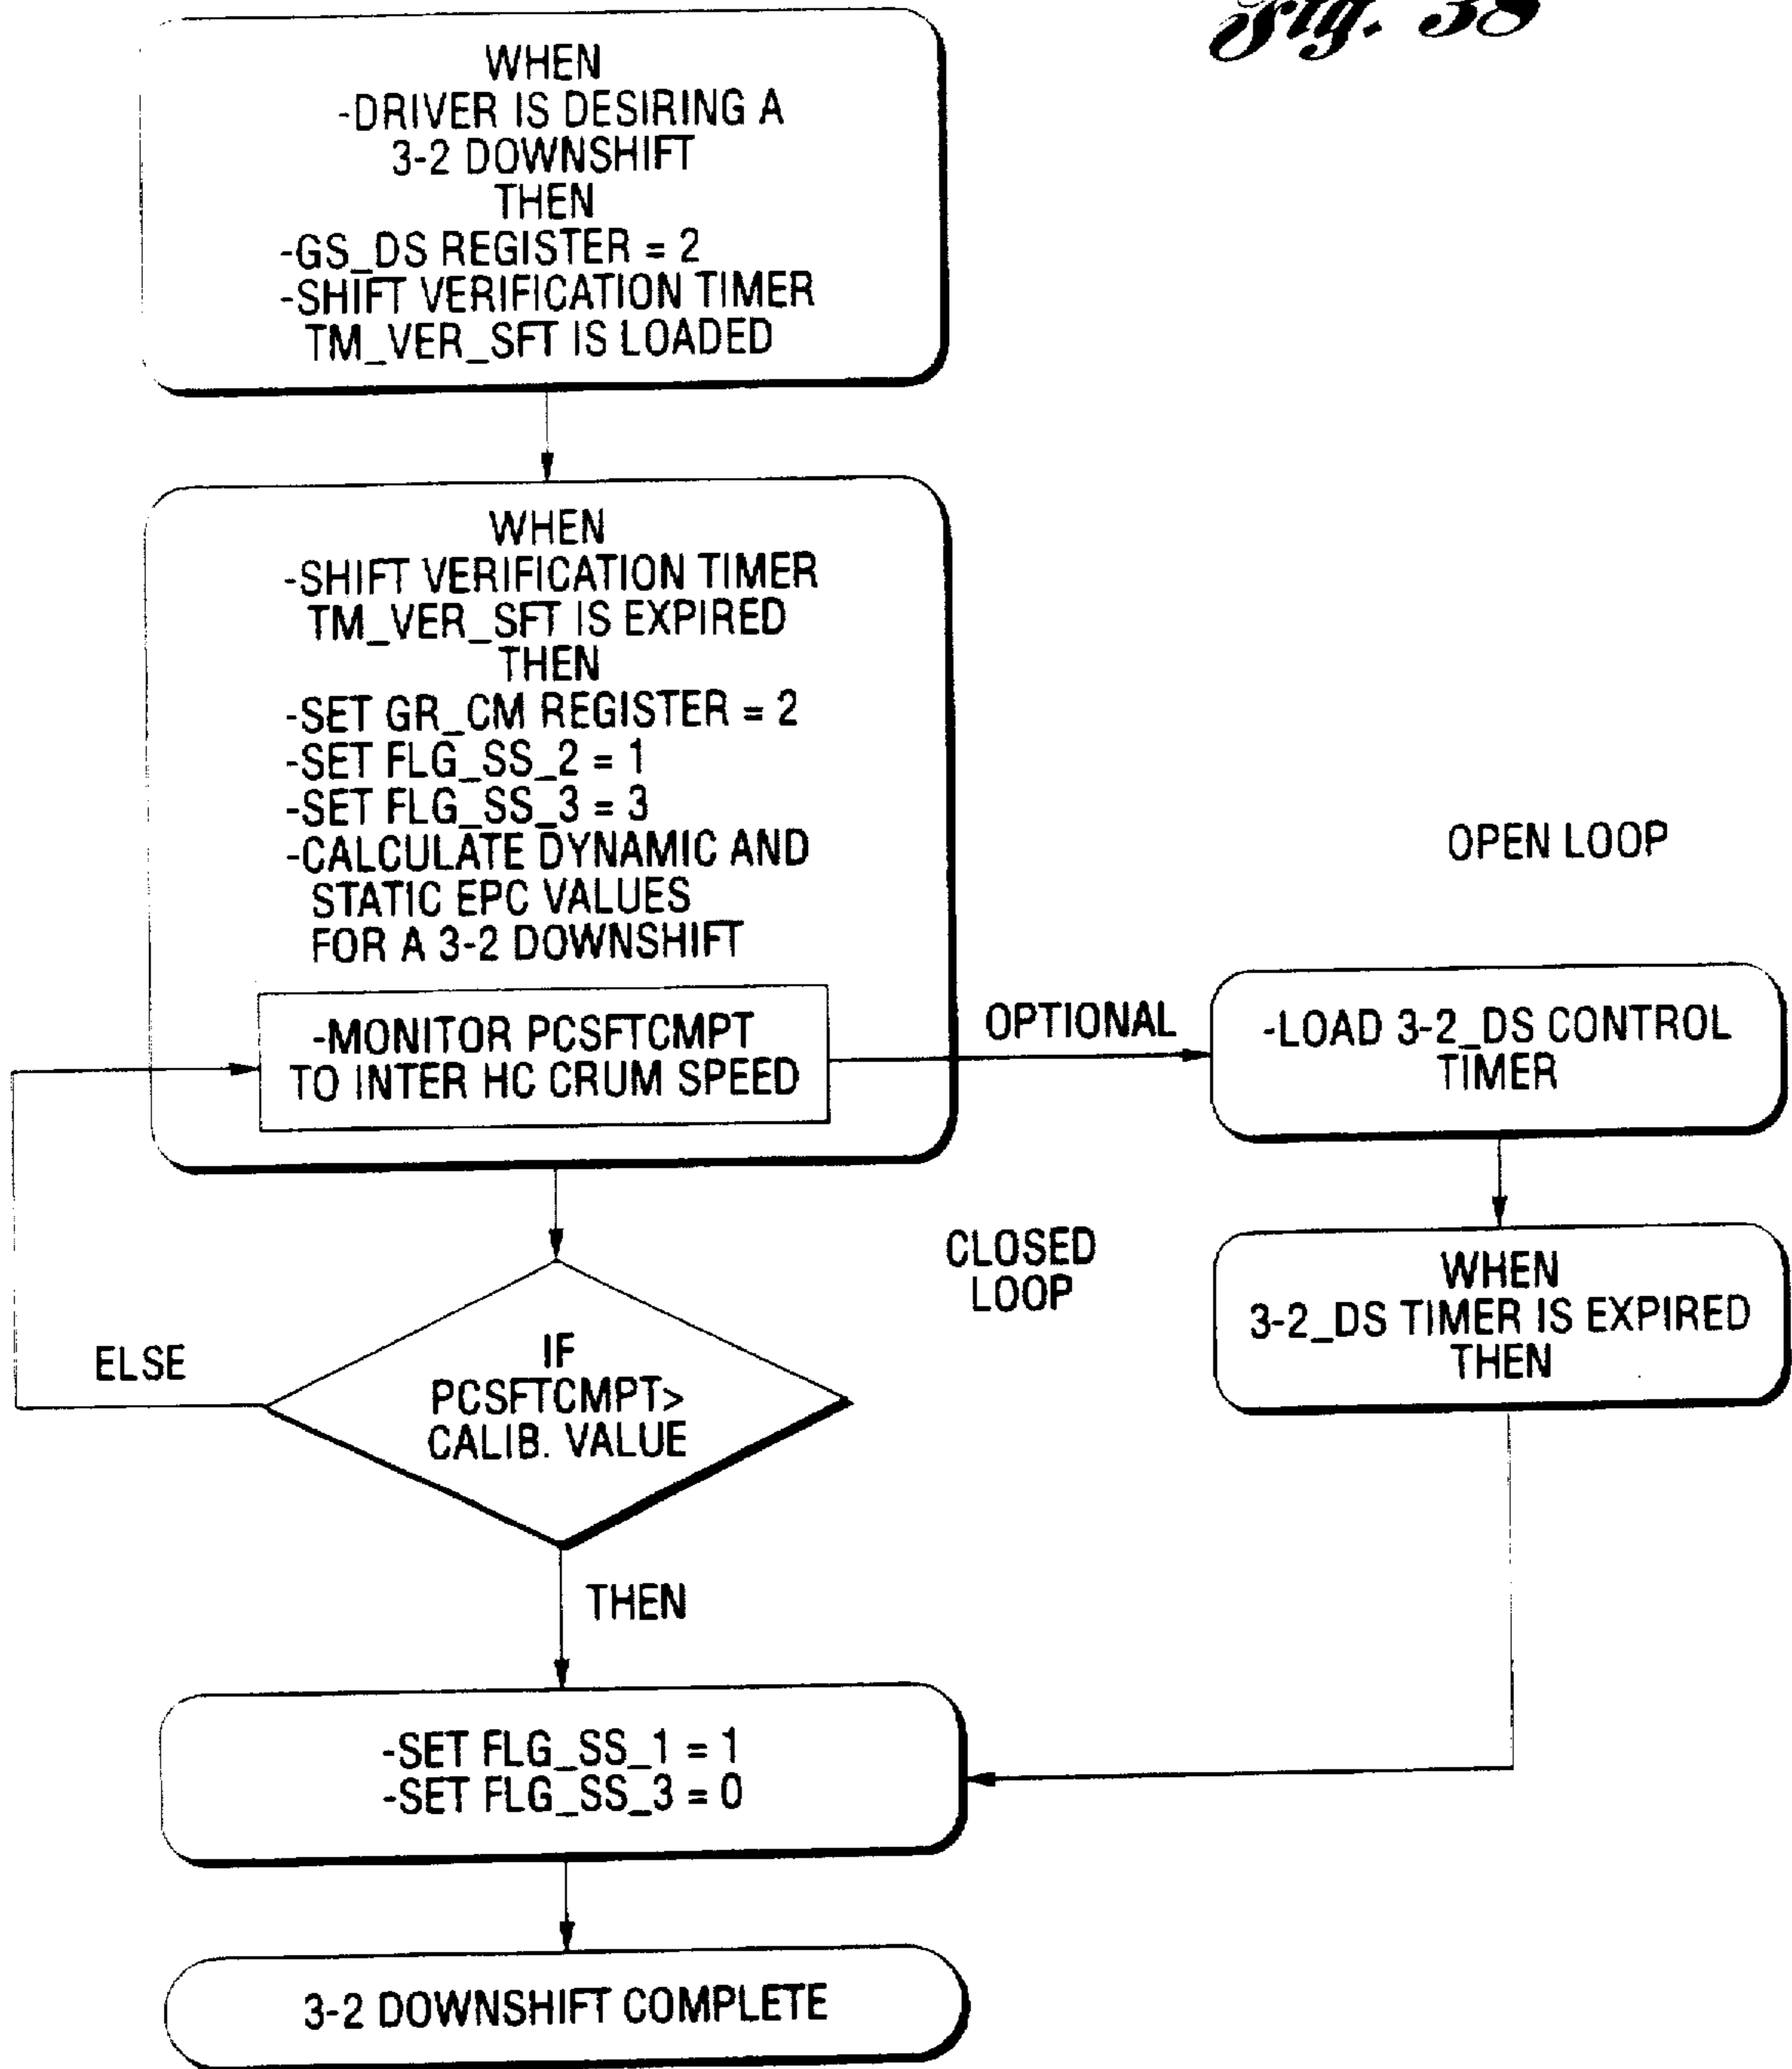 Fig. 38
WHEN
-DRIVER IS DESIRING A
3-2 DOWNSHIFT
THEN
-GS_DS REGISTER = 2
-SHIFT VERIFICATION TIMER
TM_VER_SFT IS LOADED
WHEN
-SHIFT VERIFICATION TIMER
TM_VER_SFT IS EXPIRED
THEN
-SET GR_CM REGISTER = 2
-SET FLG_SS_2 = 1
-SET FLG_SS_3 = 3
-CALCULATE DYNAMIC AND
STATIC EPC VALUES
FOR A 3-2 DOWNSHIFT
-MONITOR PCSFTCMPT
TO INTER HC CRUM SPEED
OPTIONAL
OPEN LOOP
-LOAD 3-2_DS CONTROL
TIMER
WHEN
3-2_DS TIMER IS EXPIRED
THEN
CLOSED
LOOP
IF
PCSFTCMPT>
CALIB. VALUE
ELSE
THEN
-SET FLG_SS_1 = 1
-SET FLG_SS_3 = 0
3-2 DOWNSHIFT COMPLETE